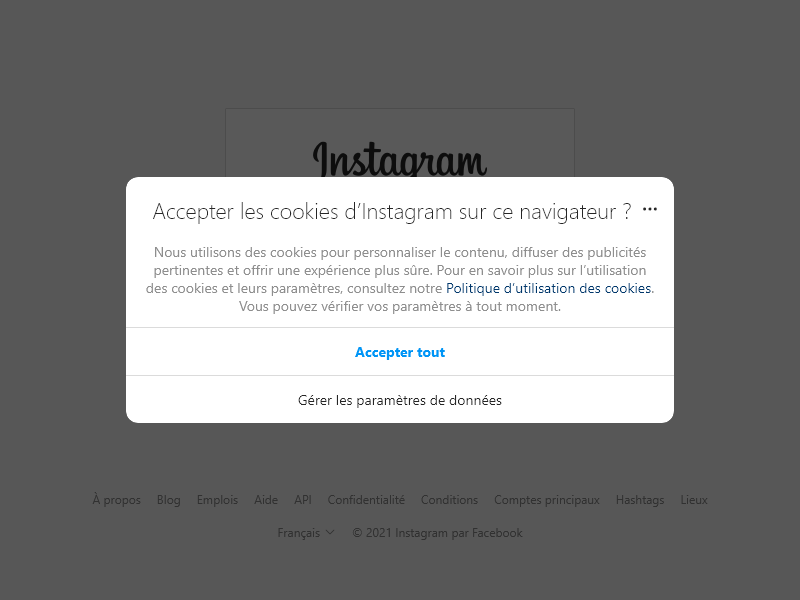 Instagram
Accepter les cookies d’Instagram sur ce navigateur ?
Nous utilisons des cookies pour personnaliser le contenu, diffuser des publicités
pertinentes et offrir une expérience plus sûre. Pour en savoir plus sur l’utilisation
des cookies et leurs paramètres, consultez notre Politique d’utilisation des cookies.
Vous pouvez vérifier vos paramètres à tout moment.
Accepter tout
Gérer les paramètres de données
À propos Blog Emplois Aide API Confidentialité Conditions Comptes principaux Hashtags Lieux
Français © 2021 Instagram par Facebook